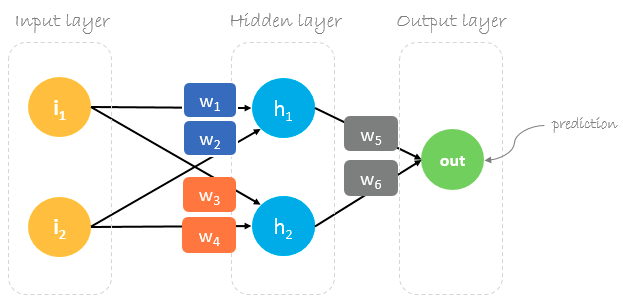 Input layer
Hidden layer
Output layer
i₁
w₁
h₁
w₂
w₅
prediction
out
w₆
w₃
i₂
w₄
h₂